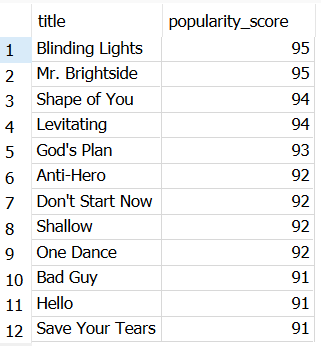 title popularity_score
1 Blinding Lights 95
2 Mr. Brightside 95
3 Shape of You 94
4 Levitating 94
5 God's Plan 93
6 Anti-Hero 92
7 Don't Start Now 92
8 Shallow 92
9 One Dance 92
10 Bad Guy 91
11 Hello 91
12 Save Your Tears 91